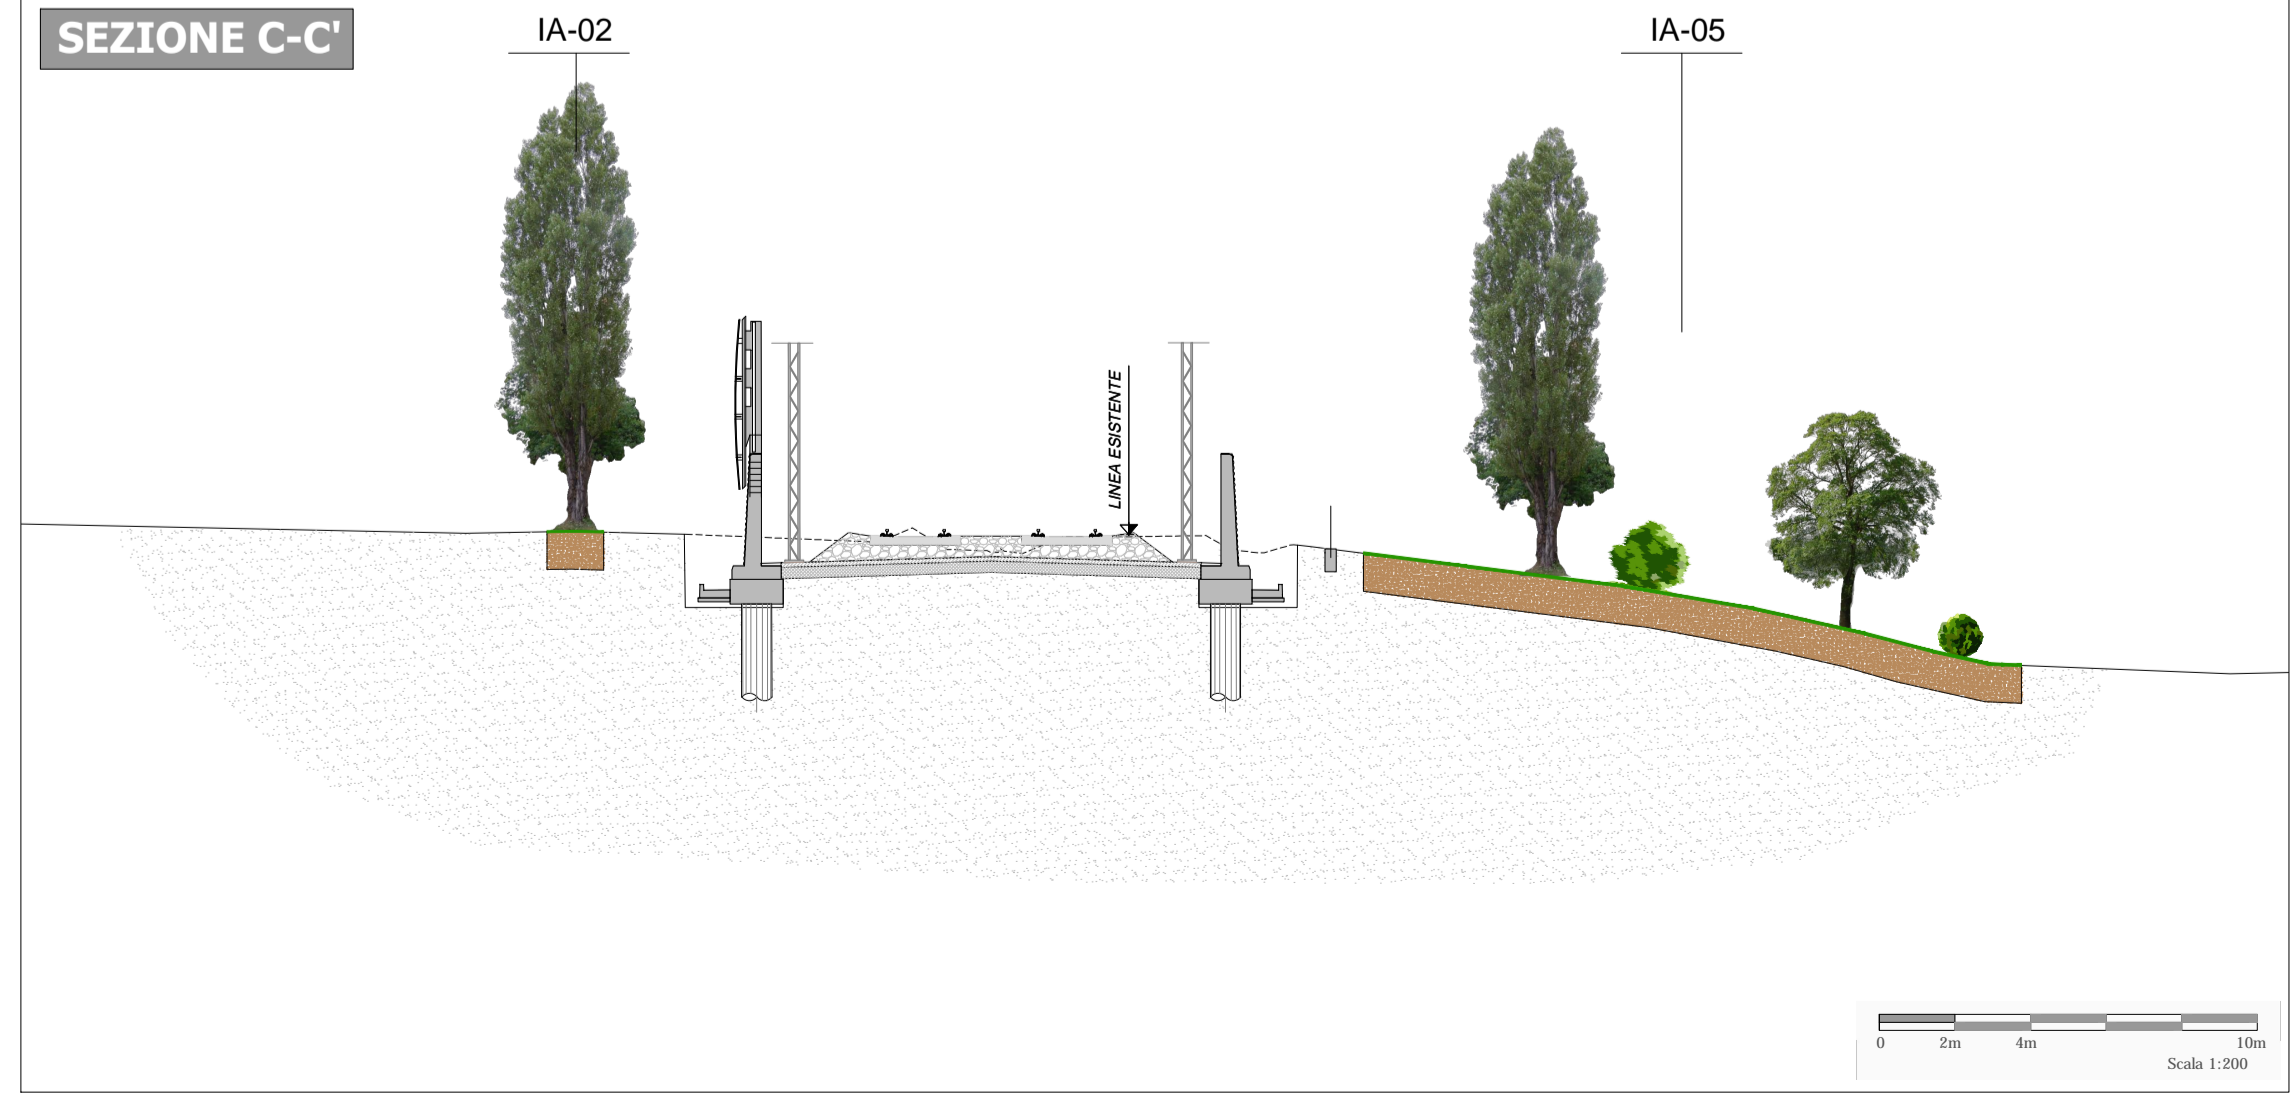 SEZIONE C-C'
IA-02
IA-05
LINEA ESISTENTE
0 2m 4m 10m
Scala 1:200